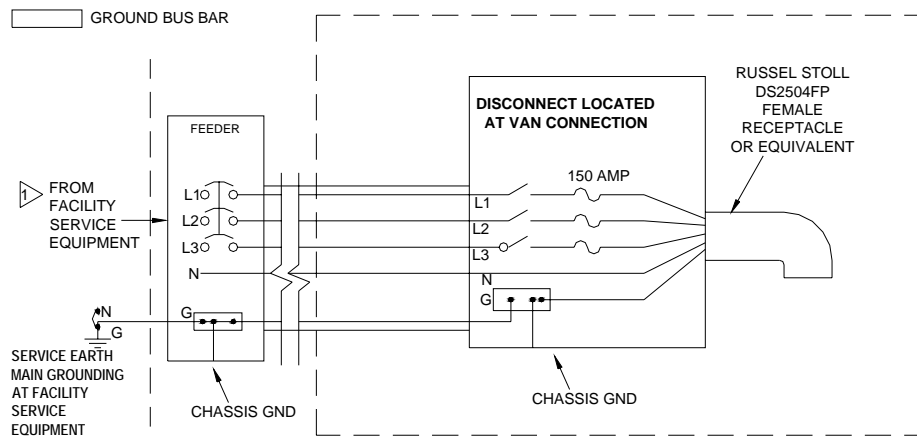 GROUND BUS BAR
RUSSEL STOLL
DS2504FP
FEMALE
RECEPTACLE
OR EQUIVALENT
DISCONNECT LOCATED
AT VAN CONNECTION
FEEDER
150 AMP
1
FROM
FACILITY
SERVICE
EQUIPMENT
L1
L2
L3
N
G
L1
L2
L3
N
G
N
G
SERVICE EARTH
MAIN GROUNDING
AT FACILITY
SERVICE
EQUIPMENT
CHASSIS GND
CHASSIS GND